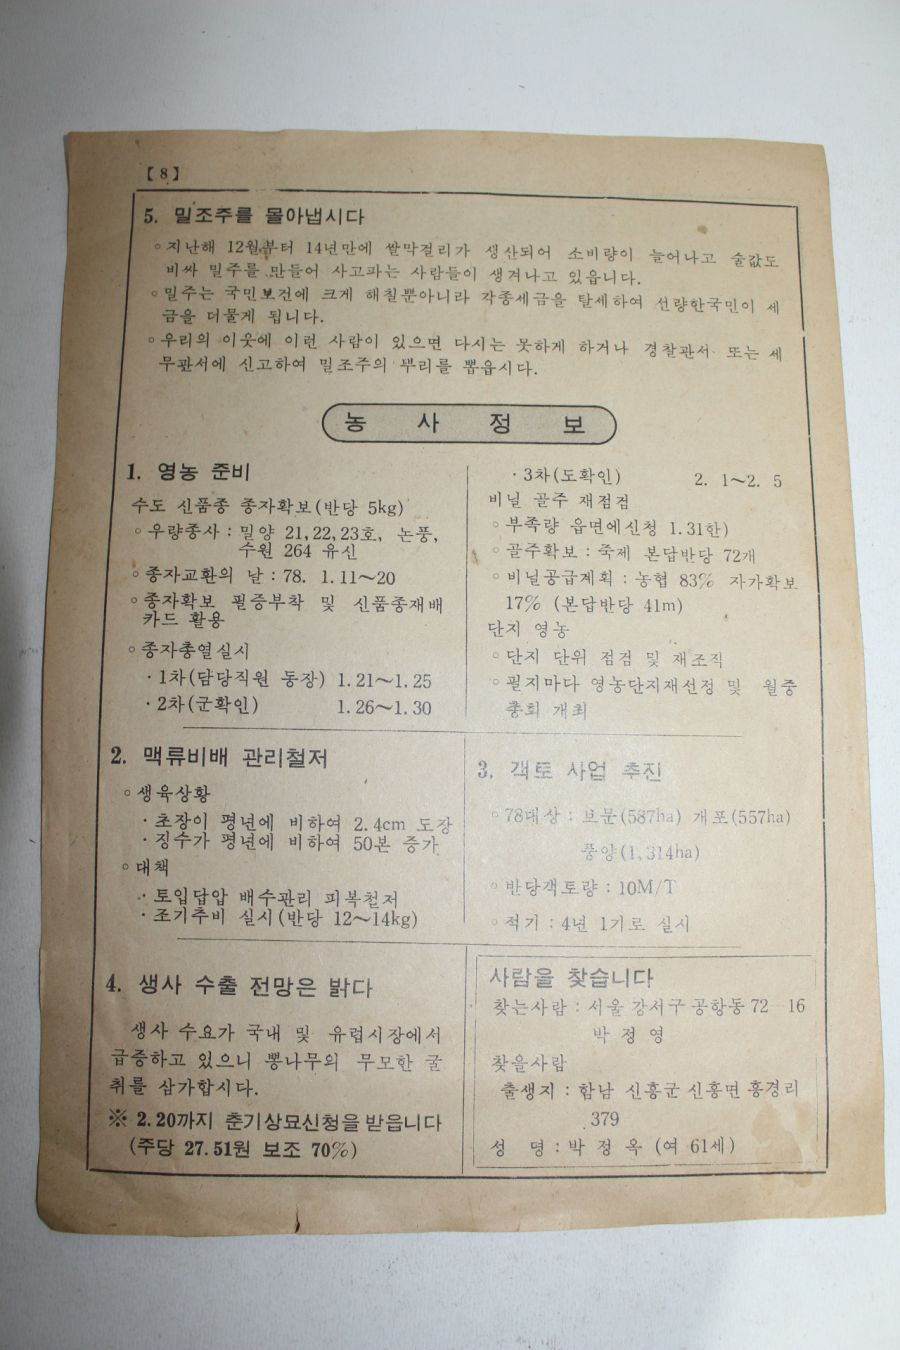 【8】
5. 밀조주를 몰아냅시다
◦지난해 12월부터 14년만에 쌀막걸리가 생산되어 소비량이 늘어나고 술값도
비싸 밀주를 만들어 사고파는 사람들이 생겨나고 있읍니다.
◦밀주는 국민보건에 크게 해칠뿐아니라 각종세금을 탈세하여 선량한국민이 세
금을 더물게 됩니다.
◦우리의 이웃에 이런 사람이 있으면 다시는 못하게 하거나 경찰관서 또는 세
무관서에 신고하여 밀조주의 뿌리를 뽑읍시다.
농 사 정 보
1. 영농 준비
수도 신품종 종자확보(반당 5kg)
◦우량종사 : 밀양 21, 22, 23호, 논풍,
수원 264 유신
◦종자교환의 날 : 78. 1. 11~20
◦종자확보 필증부착 및 신품종재배
카드 활용
◦종자총열실시
·1차(담당직원 동장) 1. 21~1. 25
·2차(군확인) 1. 26~1. 30
·3차(도확인) 2. 1~2. 5
비닐 골주 재점검
◦부족량 읍면에신청 1. 31한)
◦골주확보 : 죽제 본답반당 72개
◦비닐공급계획 : 농협 83% 자가확보
17% (본답반당 41m)
단지 영농
◦단지 단위 점검 및 재조직
◦필지마다 영농단지재선정 및 월중
총회 개최
2. 맥류비배 관리철저
◦생육상황
·초장이 평년에 비하여 2.4cm 도장
·징수가 평년에 비하여 50본 증가
◦대책
·토입답압 배수관리 피복철저
·조기추비 실시(반당 12~14kg)
3. 객토 사업 추진
◦78대상 : 보문(587ha) 개포(557ha)
풍양(1,314ha)
◦반당객토량 : 10M/T
◦적기 : 4년 1기로 실시
4. 생사 수출 전망은 밝다
생사 수요가 국내 및 유럽시장에서
급증하고 있으니 뽕나무의 무모한 굴
취를 삼가합시다.
※ 2. 20까지 춘기상묘신청을 받읍니다
(주당 27. 51원 보조 70%)
사람을 찾습니다
찾는사람 : 서울 강서구 공항동 72-16
박 정 영
찾을사람
출생지 : 함남 신흥군 신흥면 흥경리
379
성 명 : 박 정 옥 (여 61세)